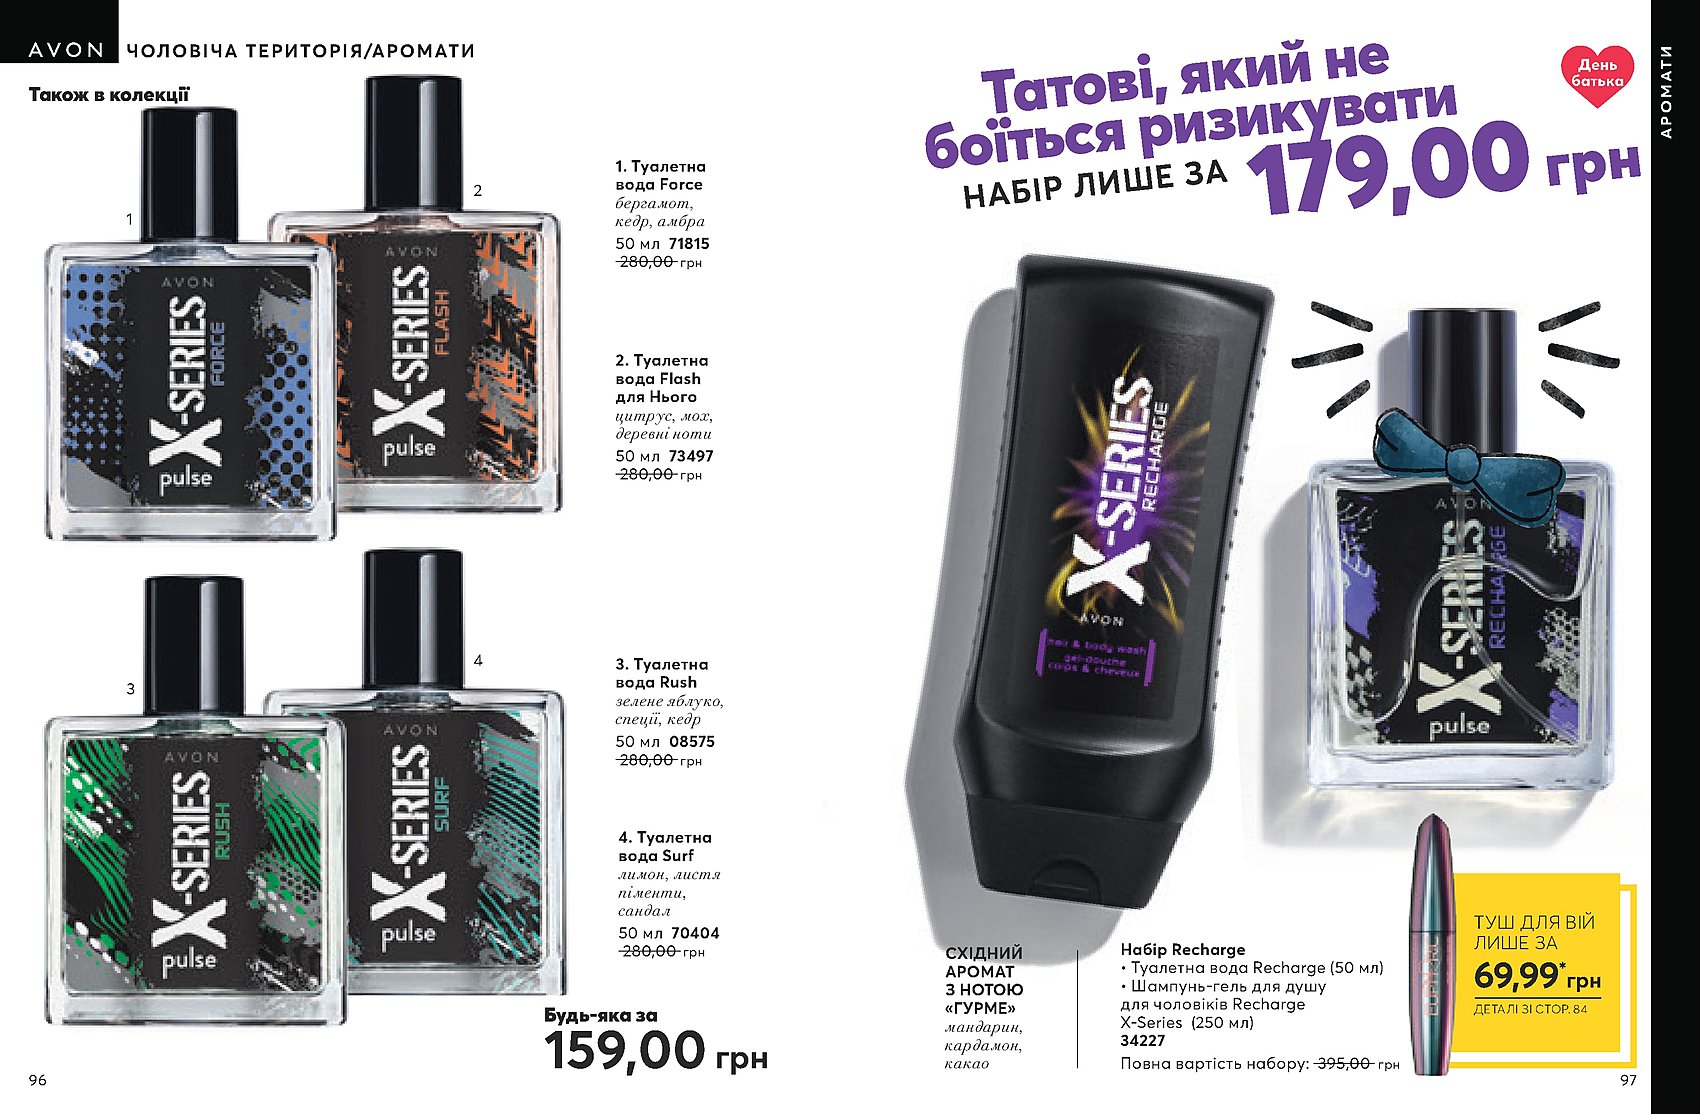 AVON ЧОЛОВІЧА ТЕРИТОРІЯ/АРОМАТИ
Також в колекції
1
2
AVON
X-SERIES
FORCE
pulse
AVON
X-SERIES
FLASH
pulse
1. Туалетна
вода Force
бергамот,
кедр, амбра
50 мл 71815
280,00 грн
2. Туалетна
вода Flash
для Нього
цитрус, мох,
деревні ноти
50 мл 73497
280,00 грн
3
4
AVON
X-SERIES
RUSH
pulse
AVON
X-SERIES
SURF
pulse
3. Туалетна
вода Rush
зелене яблуко,
спеції, кедр
50 мл 08575
280,00 грн
4. Туалетна
вода Surf
лимон, листя
піменти,
сандал
50 мл 70404
280,00 грн
Будь-яка за
159,00 грн
96
Татові, який не
боїться ризикувати
НАБІР ЛИШЕ ЗА 179,00 грн
День
батька
АРОМАТИ
X-SERIES
RECHARGE
AVON
hair & body wash
gel-douche
corps & cheveux
AVON
X-SERIES
RECHARGE
pulse
СХІДНИЙ
АРОМАТ
З НОТОЮ
«ГУРМЕ»
мандарин,
кардамон,
какао
Набір Recharge
• Туалетна вода Recharge (50 мл)
• Шампунь-гель для душу
для чоловіків Recharge
X-Series (250 мл)
34227
Повна вартість набору: 395,00 грн
ТУШ ДЛЯ ВІЙ
ЛИШЕ ЗА
69,99* грн
ДЕТАЛІ ЗІ СТОР. 84
97